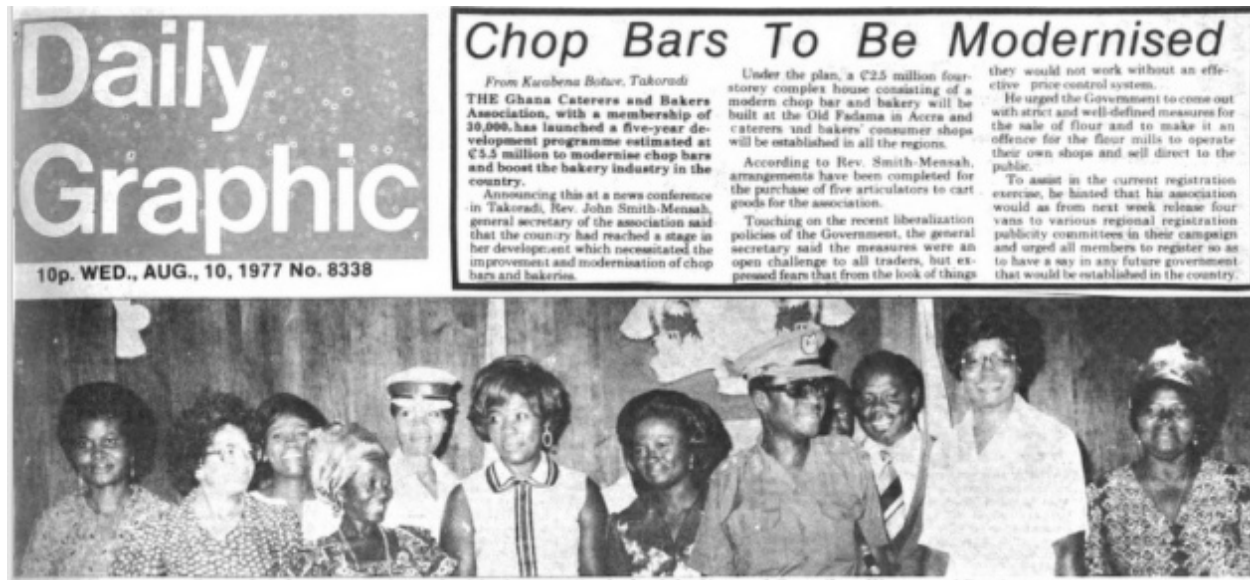 Daily
Graphic
10p. WED., AUG., 10, 1977 No. 8338
Chop Bars To Be Modernised
From Kwabena Botwe, Takoradi
THE Ghana Caterers and Bakers
Association, with a membership of
30,000, has launched a five-year de-
velopment programme estimated at
₵5.5 million to modernise chop bars
and boost the bakery industry in the
country.
Announcing this at a news conference
in Takoradi, Rev. John Smith-Mensah,
general secretary of the association said
that the country had reached a stage in
her development which necessitated the
improvement and modernisation of chop
bars and bakeries.
Under the plan, a ₵2.5 million four-
storey complex house consisting of a
modern chop bar and bakery will be
built at the Old Fadama in Accra and
caterers and bakers' consumer shops
will be established in all the regions.
According to Rev. Smith-Mensah,
arrangements have been completed for
the purchase of five articulators to cart
goods for the association.
Touching on the recent liberalization
policies of the Government, the general
secretary said the measures were an
open challenge to all traders, but ex-
pressed fears that from the look of things
they would not work without an effe-
ctive price control system.
He urged the Government to come out
with strict and well-defined measures for
the sale of flour and to make it an
offence for the flour mills to operate
their own shops and sell direct to the
public.
To assist in the current registration
exercise, he hinted that his association
would as from next week release four
vans to various regional registration
publicity committees in their campaign
and urged all members to register so as
to have a say in any future government
that would be established in the country.